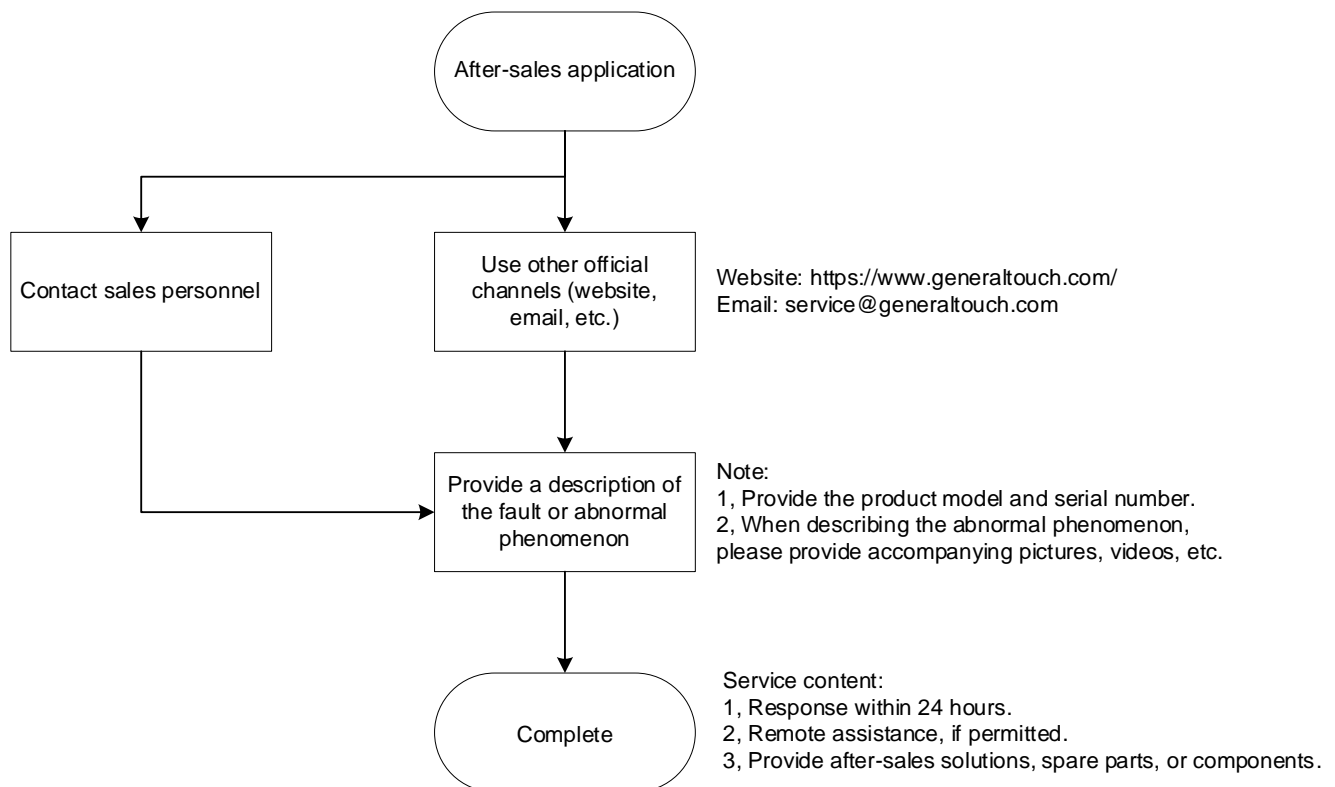 After-sales application
Contact sales personnel
Use other official
channels (website,
email, etc.)
Website: https://www.generaltouch.com/
Email: service@generaltouch.com
Provide a description of
the fault or abnormal
phenomenon
Note:
1, Provide the product model and serial number.
2, When describing the abnormal phenomenon,
please provide accompanying pictures, videos, etc.
Complete
Service content:
1, Response within 24 hours.
2, Remote assistance, if permitted.
3, Provide after-sales solutions, spare parts, or components.